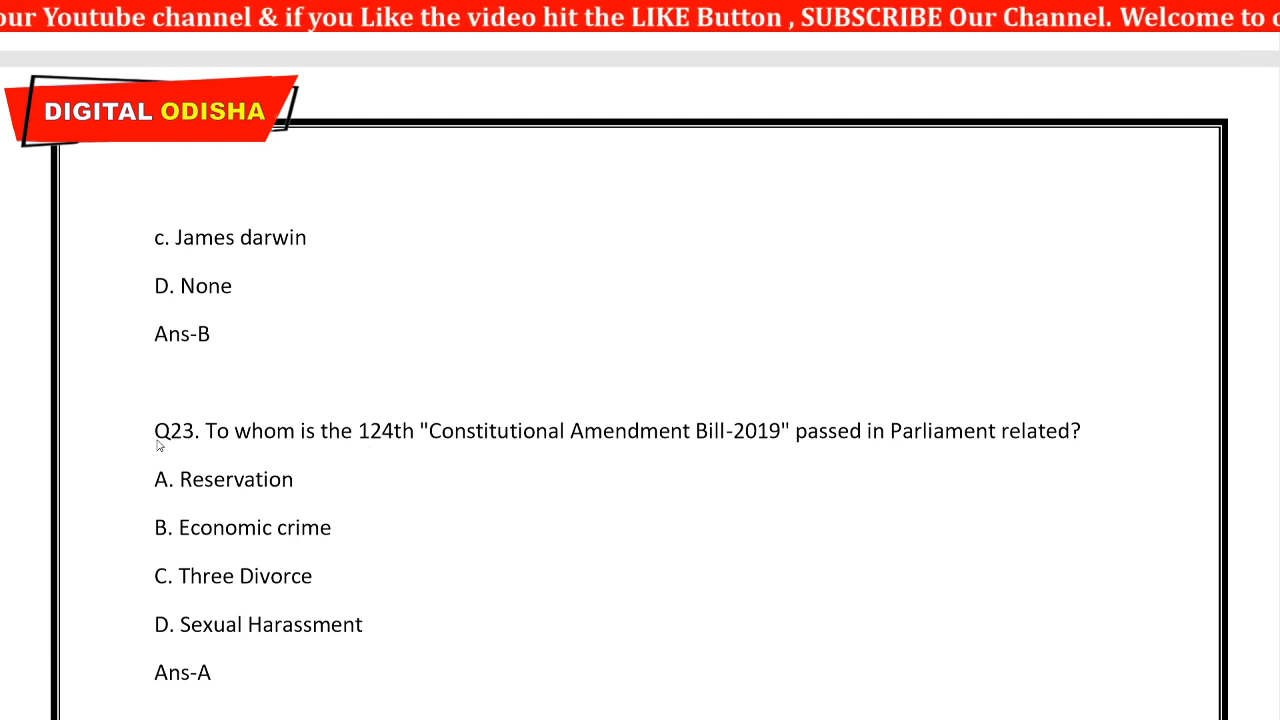 our Youtube channel & if you Like the video hit the LIKE Button , SUBSCRIBE Our Channel. Welcome to
DIGITAL ODISHA
c. James darwin
D. None
Ans-B
Q23. To whom is the 124th "Constitutional Amendment Bill-2019" passed in Parliament related?
A. Reservation
B. Economic crime
C. Three Divorce
D. Sexual Harassment
Ans-A